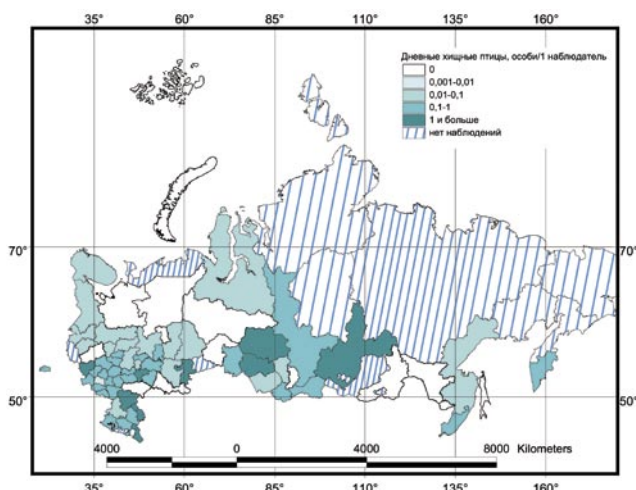 35° 60° 85° 110° 135° 160°
Дневные хищные птицы, особи/1 наблюдатель
0
0,001-0,01
0,01-0,1
0,1-1
1 и больше
нет наблюдений
70° 70°
50° 50°
4000 0 4000 8000 Kilometers
35° 60° 85° 110° 135° 160°